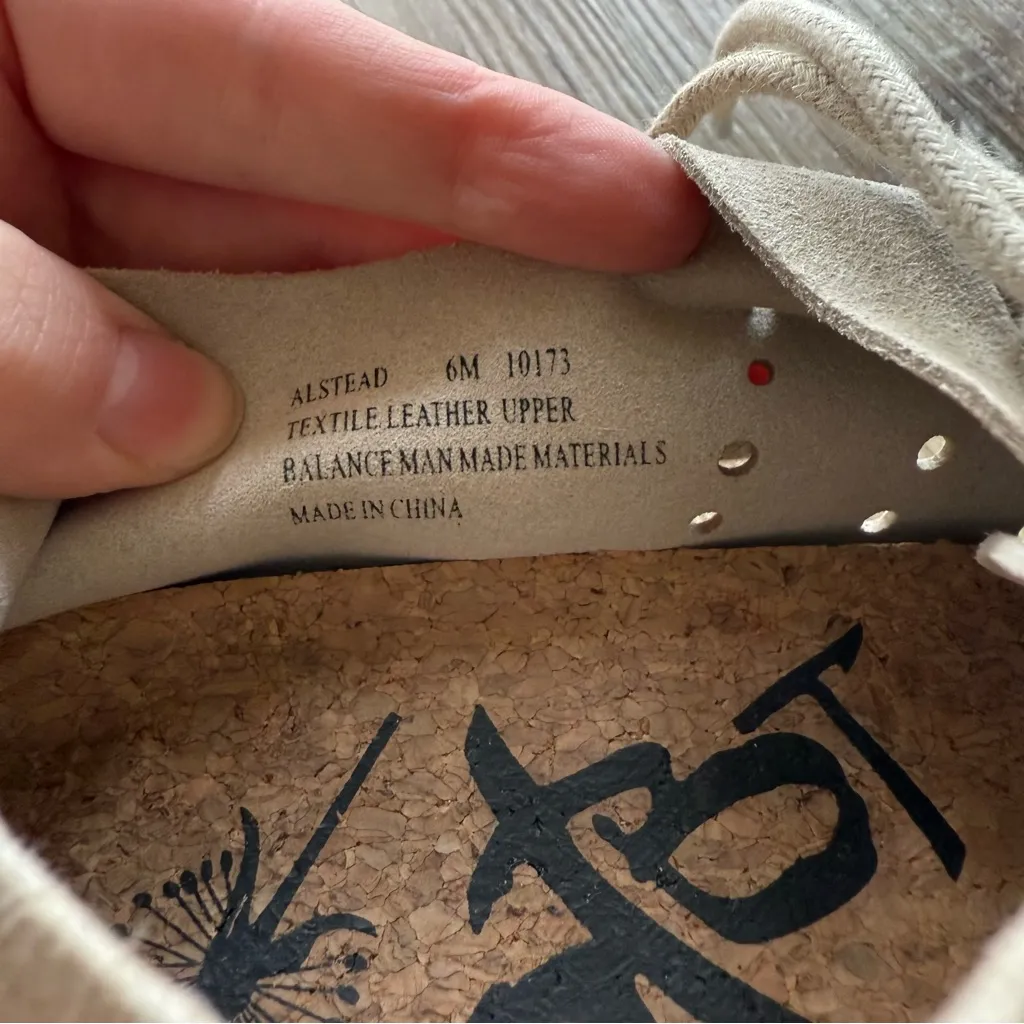 ALSTEAD 6M 10173
TEXTILE LEATHER UPPER
BALANCE MAN MADE MATERIALS
MADE IN CHINA